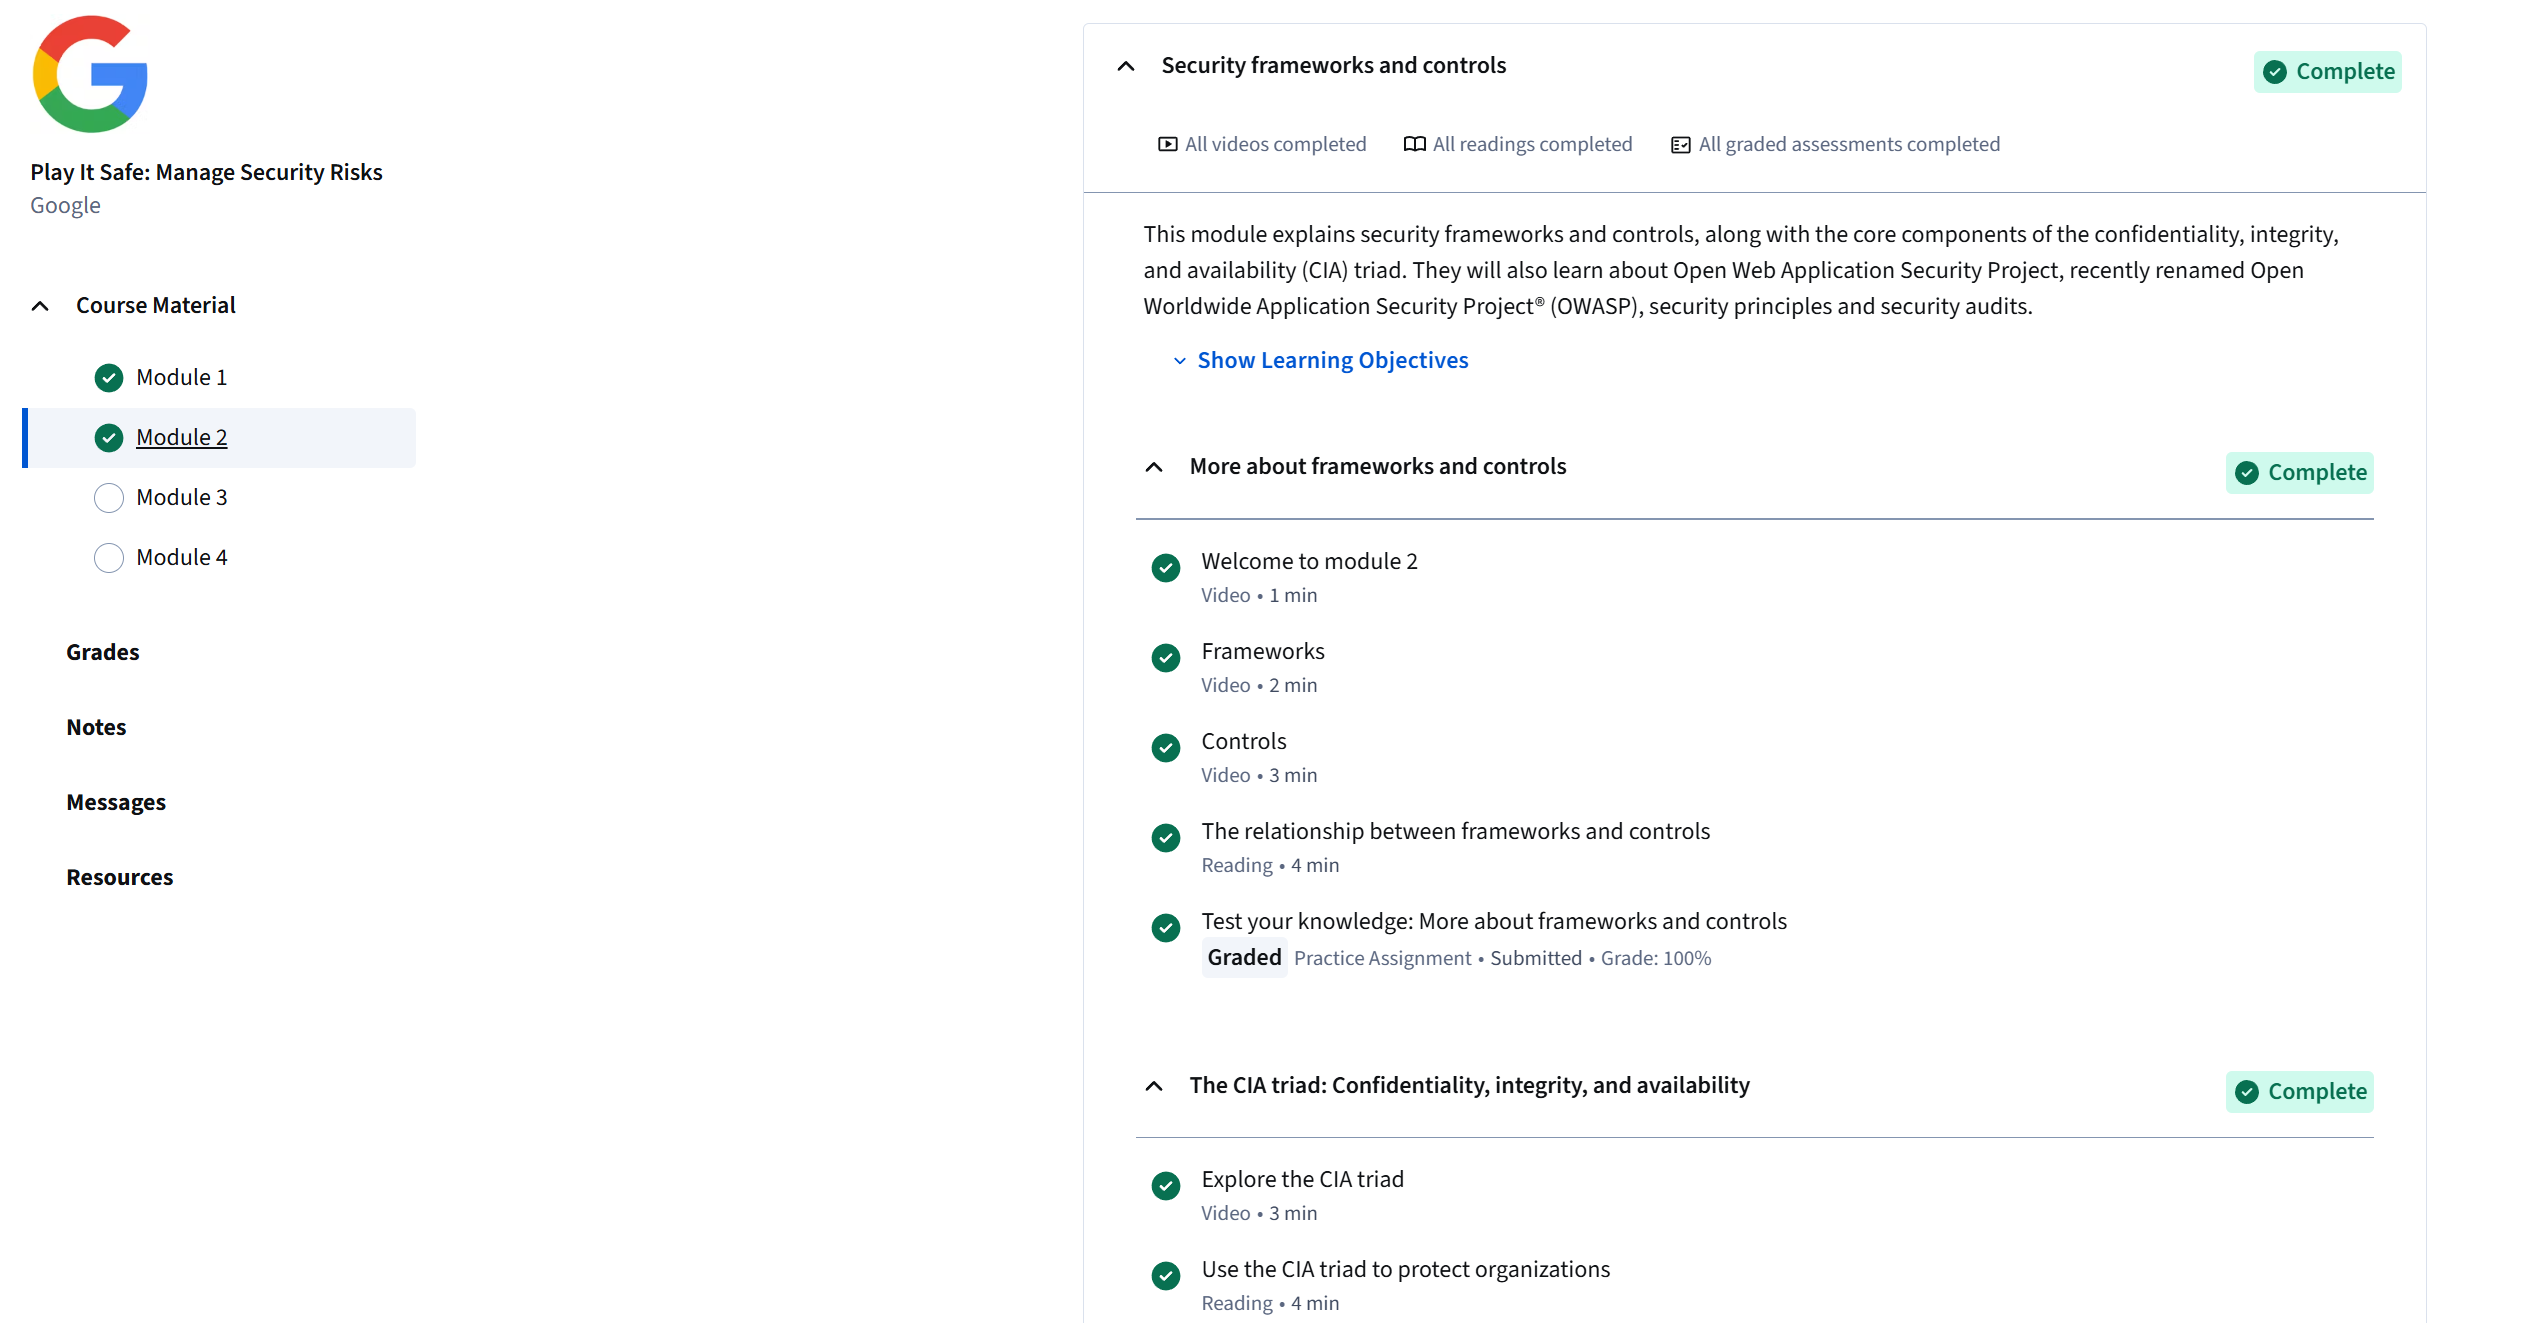 Play It Safe: Manage Security Risks
Google
Course Material
Module 1
Module 2
Module 3
Module 4
Grades
Notes
Messages
Resources
Security frameworks and controls
Complete
All videos completed All readings completed All graded assessments completed
This module explains security frameworks and controls, along with the core components of the confidentiality, integrity,
and availability (CIA) triad. They will also learn about Open Web Application Security Project, recently renamed Open
Worldwide Application Security Project® (OWASP), security principles and security audits.
Show Learning Objectives
More about frameworks and controls
Complete
Welcome to module 2
Video • 1 min
Frameworks
Video • 2 min
Controls
Video • 3 min
The relationship between frameworks and controls
Reading • 4 min
Test your knowledge: More about frameworks and controls
Graded Practice Assignment • Submitted • Grade: 100%
The CIA triad: Confidentiality, integrity, and availability
Complete
Explore the CIA triad
Video • 3 min
Use the CIA triad to protect organizations
Reading • 4 min